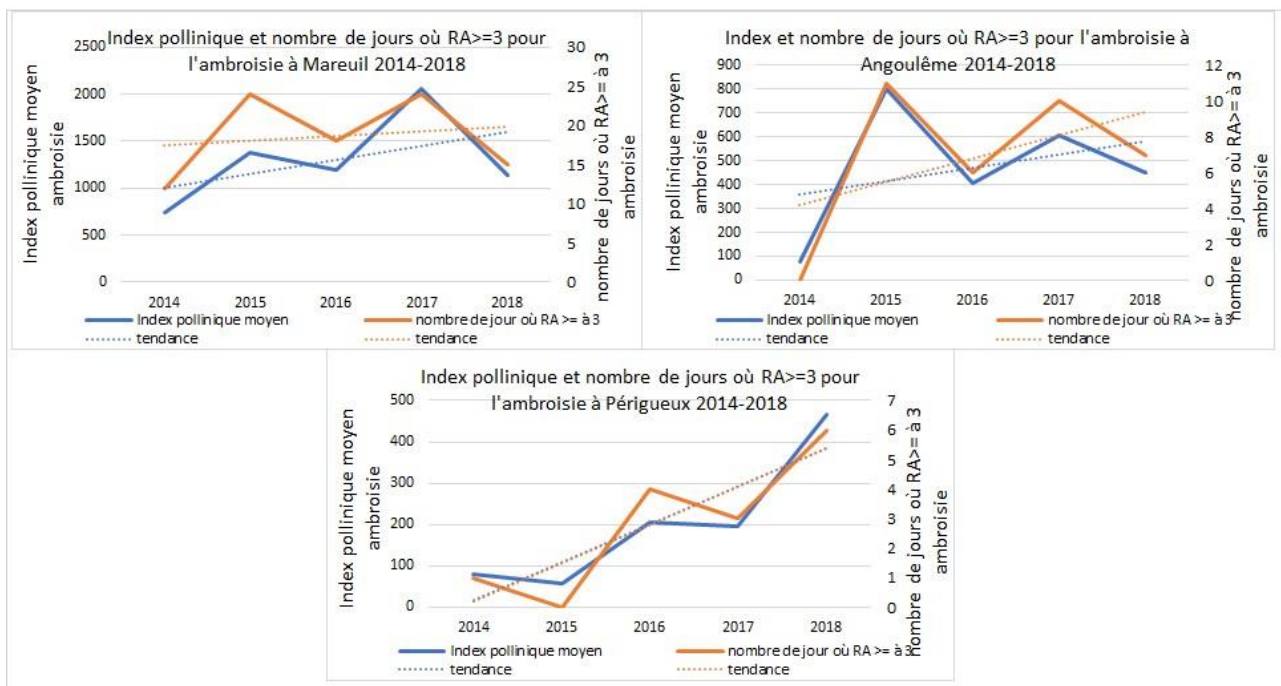 Index pollinique et nombre de jours où RA>=3 pour
l'ambroisie à Mareuil 2014-2018
Index pollinique moyen
ambroisie
2500
2000
1500
1000
500
0
30
25
20
15
10
5
0
nombre de jours où RA>= à 3
ambroisie
2014 2015 2016 2017 2018
Index pollinique moyen nombre de jour où RA >= à 3
tendance tendance
Index et nombre de jours où RA>=3 pour l'ambroisie à
Angoulême 2014-2018
Index pollinique moyen
ambroisie
900
800
700
600
500
400
300
200
100
0
12
10
8
6
4
2
0
nombre de jours où RA>= à 3
ambroisie
2014 2015 2016 2017 2018
Index pollinique moyen nombre de jour où RA >= à 3
tendance tendance
Index pollinique et nombre de jours où RA>=3 pour
l'ambroisie à Périgueux 2014-2018
Index pollinique moyen
ambroisie
500
400
300
200
100
0
7
6
5
4
3
2
1
0
nombre de jours où RA>= à 3
ambroisie
2014 2015 2016 2017 2018
Index pollinique moyen nombre de jour où RA >= à 3
tendance tendance